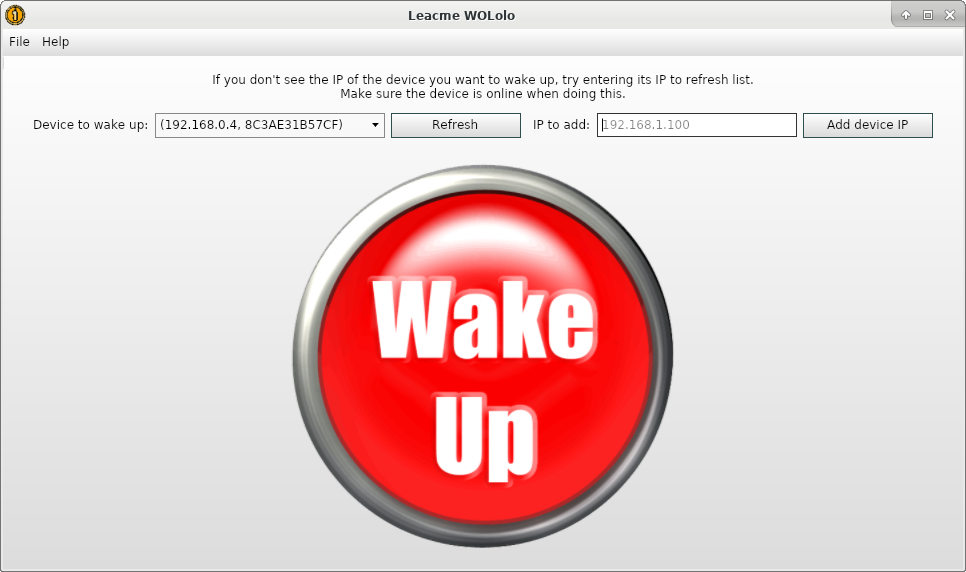 Leacme WOLolo
File Help
If you don't see the IP of the device you want to wake up, try entering its IP to refresh list.
Make sure the device is online when doing this.
Device to wake up: (192.168.0.4, 8C3AE31B57CF) Refresh IP to add: 192.168.1.100 Add device IP
Wake
Up